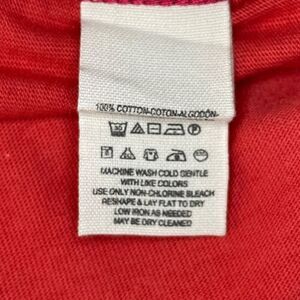 100% COTTON-COTON-ALGODÓN-
30
MACHINE WASH COLD GENTLE
WITH LIKE COLORS
USE ONLY NON-CHLORINE BLEACH
RESHAPE & LAY FLAT TO DRY
LOW IRON AS NEEDED
MAY BE DRY CLEANED